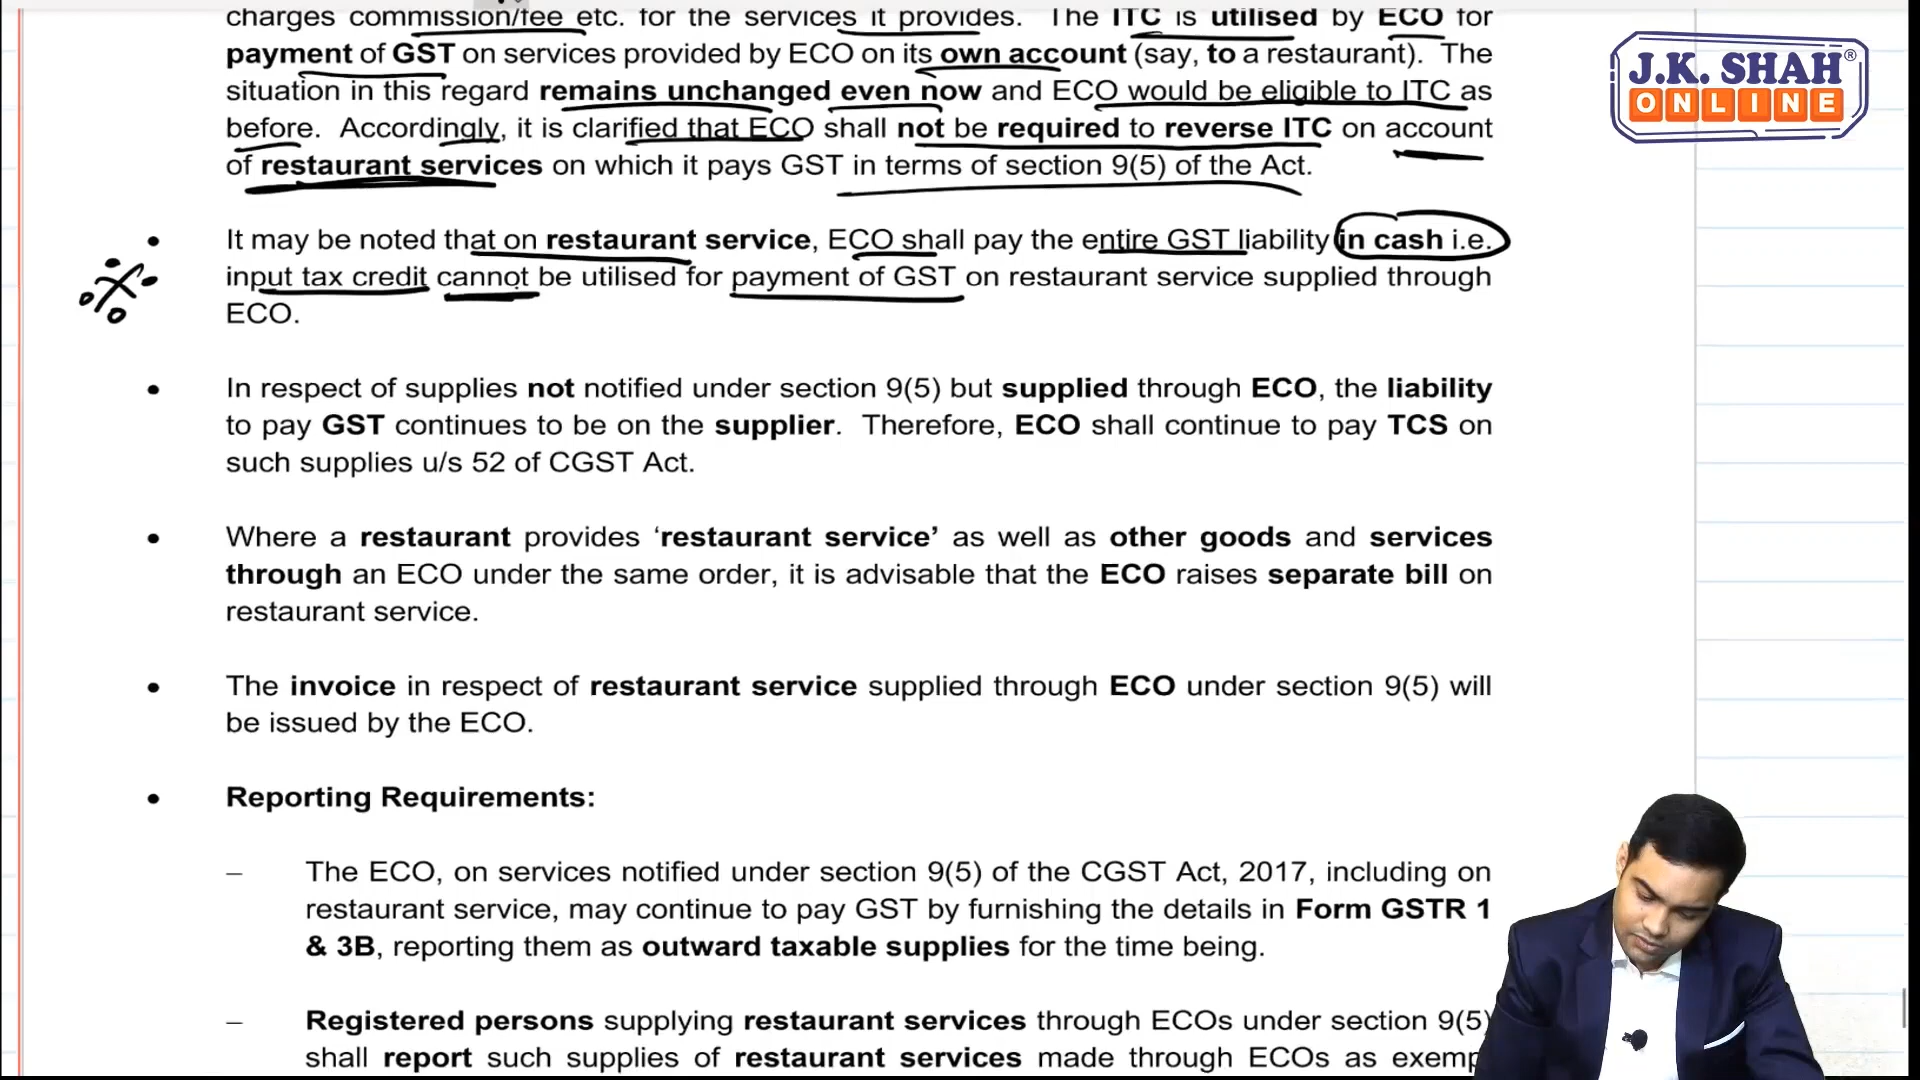 charges commission/fee etc. for the services it provides. The ITC is utilised by ECO for
payment of GST on services provided by ECO on its own account (say, to a restaurant). The
situation in this regard remains unchanged even now and ECO would be eligible to ITC as
before. Accordingly, it is clarified that ECO shall not be required to reverse ITC on account
of restaurant services on which it pays GST in terms of section 9(5) of the Act.
• It may be noted that on restaurant service, ECO shall pay the entire GST liability in cash i.e.
input tax credit cannot be utilised for payment of GST on restaurant service supplied through
ECO.
• In respect of supplies not notified under section 9(5) but supplied through ECO, the liability
to pay GST continues to be on the supplier. Therefore, ECO shall continue to pay TCS on
such supplies u/s 52 of CGST Act.
• Where a restaurant provides ‘restaurant service’ as well as other goods and services
through an ECO under the same order, it is advisable that the ECO raises separate bill on
restaurant service.
• The invoice in respect of restaurant service supplied through ECO under section 9(5) will
be issued by the ECO.
• Reporting Requirements:
– The ECO, on services notified under section 9(5) of the CGST Act, 2017, including on
restaurant service, may continue to pay GST by furnishing the details in Form GSTR 1
& 3B, reporting them as outward taxable supplies for the time being.
– Registered persons supplying restaurant services through ECOs under section 9(5)
shall report such supplies of restaurant services made through ECOs as exemp
J.K. SHAH®
ONLINE